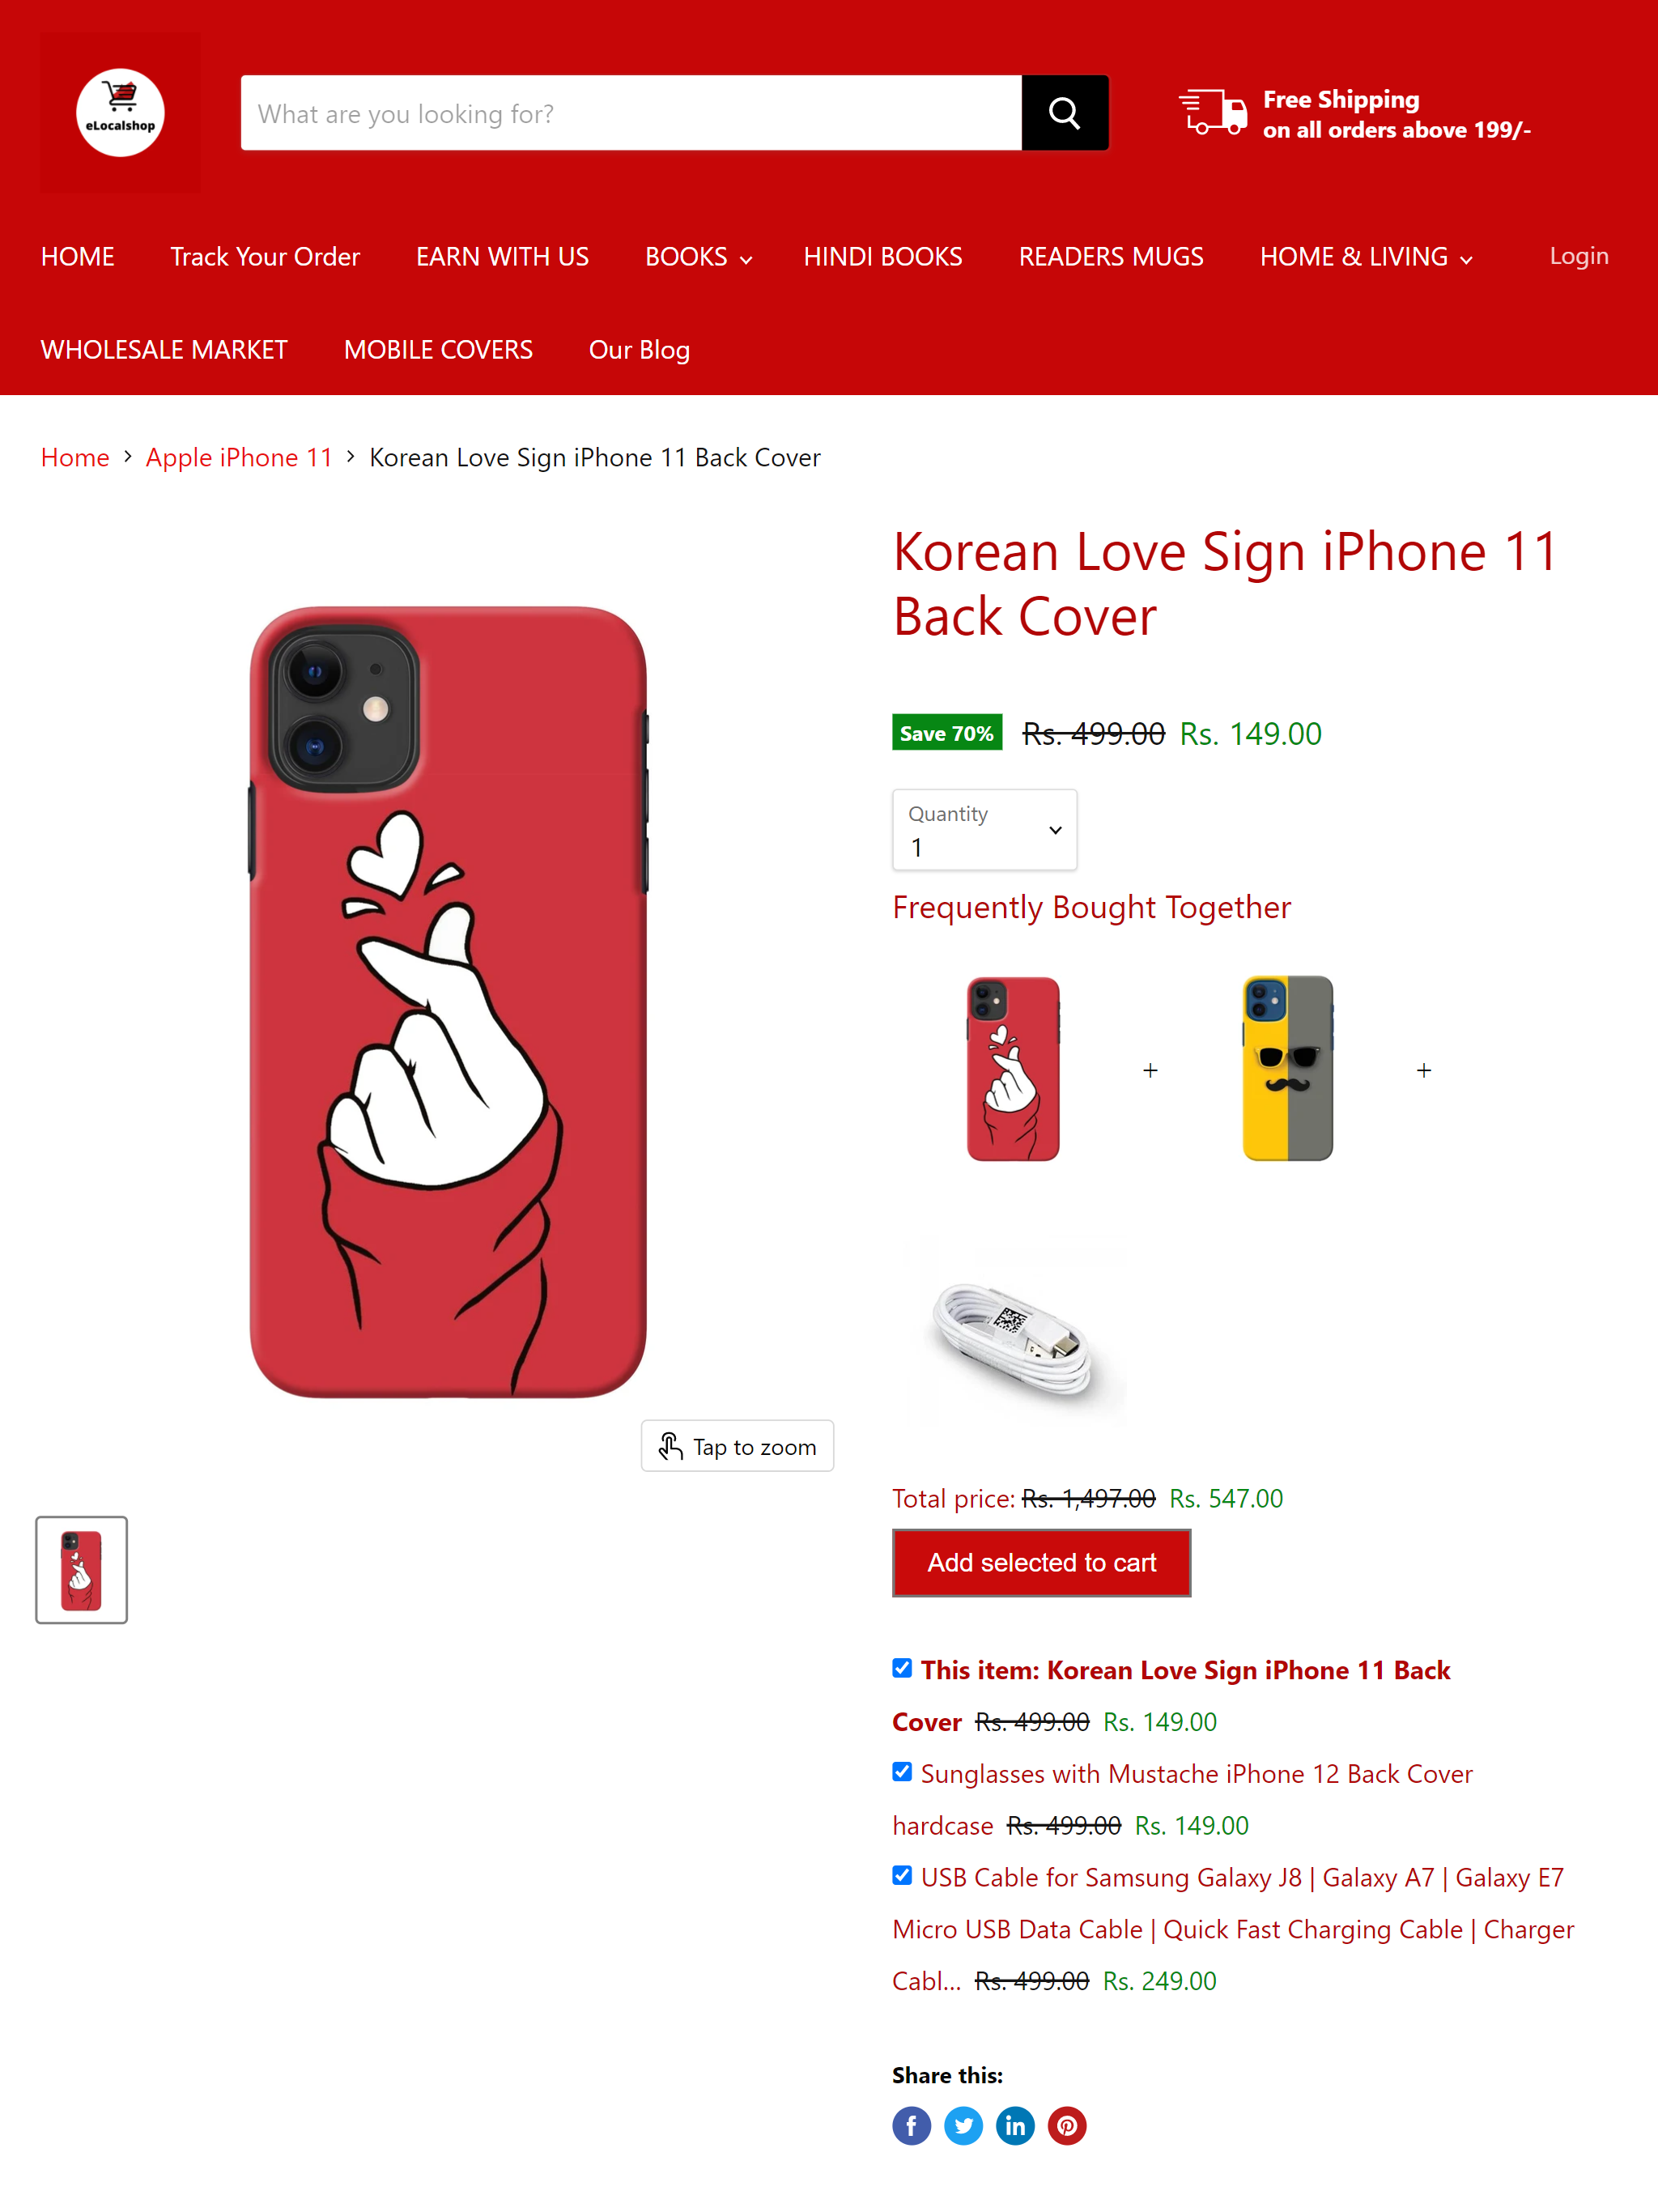 eLocalshop
What are you looking for?
Free Shipping
on all orders above 199/-
HOME
Track Your Order
EARN WITH US
BOOKS
HINDI BOOKS
READERS MUGS
HOME & LIVING
Login
WHOLESALE MARKET
MOBILE COVERS
Our Blog
Home > Apple iPhone 11 > Korean Love Sign iPhone 11 Back Cover
Korean Love Sign iPhone 11
Back Cover
Save 70% Rs. 499.00 Rs. 149.00
Quantity
1
Frequently Bought Together
+
+
Tap to zoom
Total price: Rs. 1,497.00 Rs. 547.00
Add selected to cart
This item: Korean Love Sign iPhone 11 Back
Cover Rs. 499.00 Rs. 149.00
Sunglasses with Mustache iPhone 12 Back Cover
hardcase Rs. 499.00 Rs. 149.00
USB Cable for Samsung Galaxy J8 | Galaxy A7 | Galaxy E7
Micro USB Data Cable | Quick Fast Charging Cable | Charger
Cabl... Rs. 499.00 Rs. 249.00
Share this: